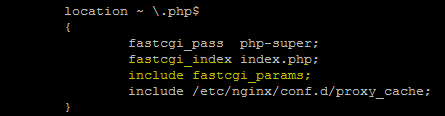 location ~ \.php$
{
fastcgi_pass  php-super;
fastcgi_index index.php;
include fastcgi_params;
include /etc/nginx/conf.d/proxy_cache;
}